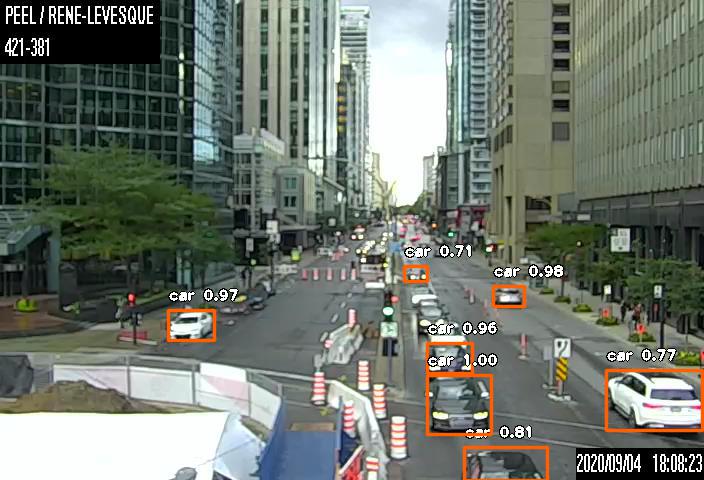 PEEL / RENE-LEVESQUE
421-381
car 0.71
car 0.98
car 0.97
car 0.96
car 1.00
car 0.77
car 0.81
2020/09/04 18:08:23